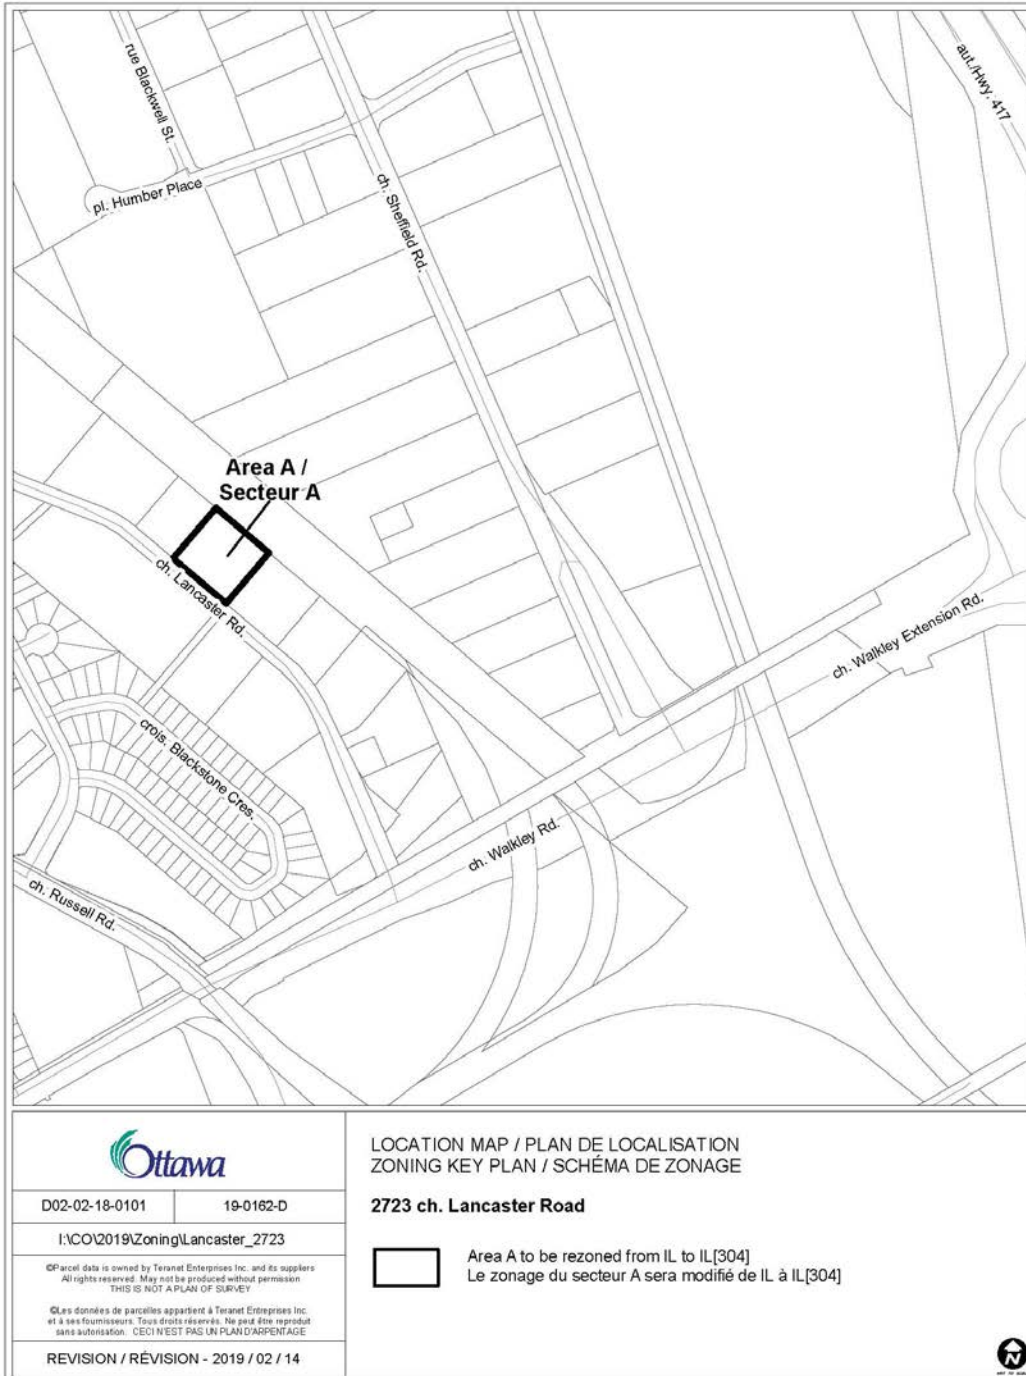 rue Blackwell St.
aut./Hwy. 417
pl. Humber Place
ch. Sheffield Rd.
Area A /
Secteur A
ch. Lancaster Rd.
ch. Walkley Extension Rd.
crois. Blackstone Cres.
ch. Walkley Rd.
ch. Russell Rd.
Ottawa
D02-02-18-0101
19-0162-D
I:\CO\2019\Zoning\Lancaster_2723
©Parcel data is owned by Teranet Enterprises Inc. and its suppliers
All rights reserved. May not be produced without permission
THIS IS NOT A PLAN OF SURVEY
©Les données de parcelles appartient à Teranet Entreprises Inc.
et à ses fournisseurs. Tous droits réservés. Ne peut être reproduit
sans autorisation. CECI N'EST PAS UN PLAN D'ARPENTAGE
REVISION / RÉVISION - 2019 / 02 / 14
LOCATION MAP / PLAN DE LOCALISATION
ZONING KEY PLAN / SCHÉMA DE ZONAGE
2723 ch. Lancaster Road
Area A to be rezoned from IL to IL[304]
Le zonage du secteur A sera modifié de IL à IL[304]
N